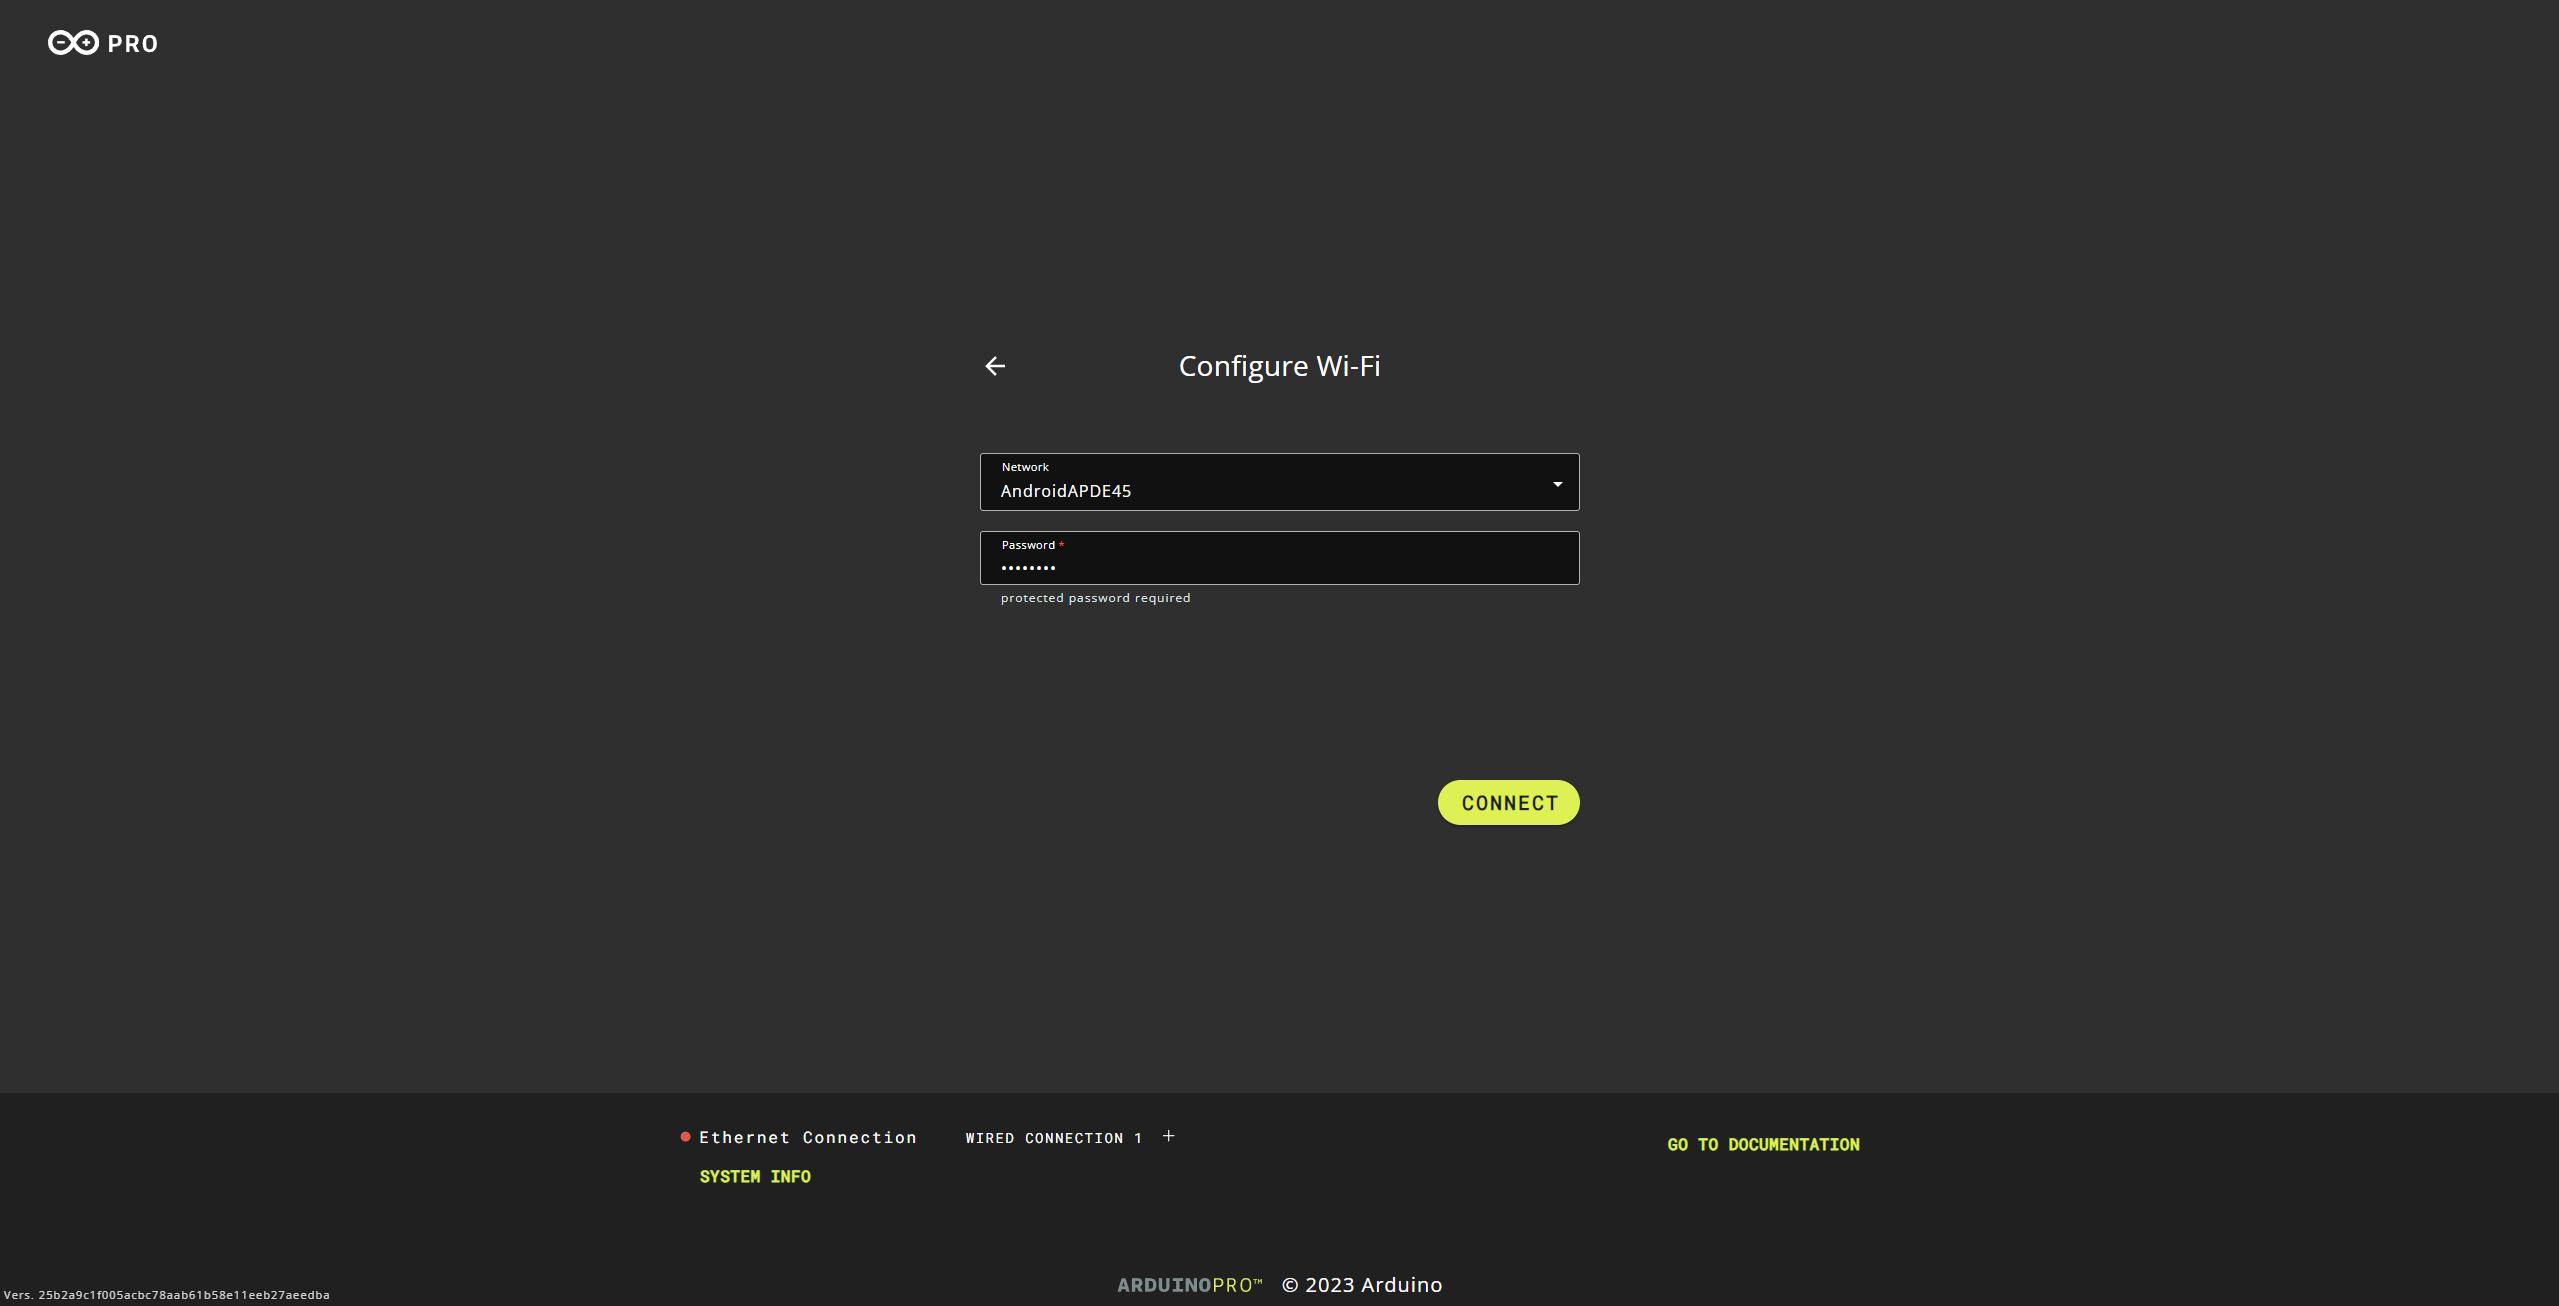 PRO
Configure Wi-Fi
Network
AndroidAPDE45
Password *
••••••••
protected password required
CONNECT
Ethernet Connection WIRED CONNECTION 1 +
GO TO DOCUMENTATION
SYSTEM INFO
ARDUINOPRO™ © 2023 Arduino
Vers. 25b2a9c1f005acbc78aab61b58e11eeb27aeedba